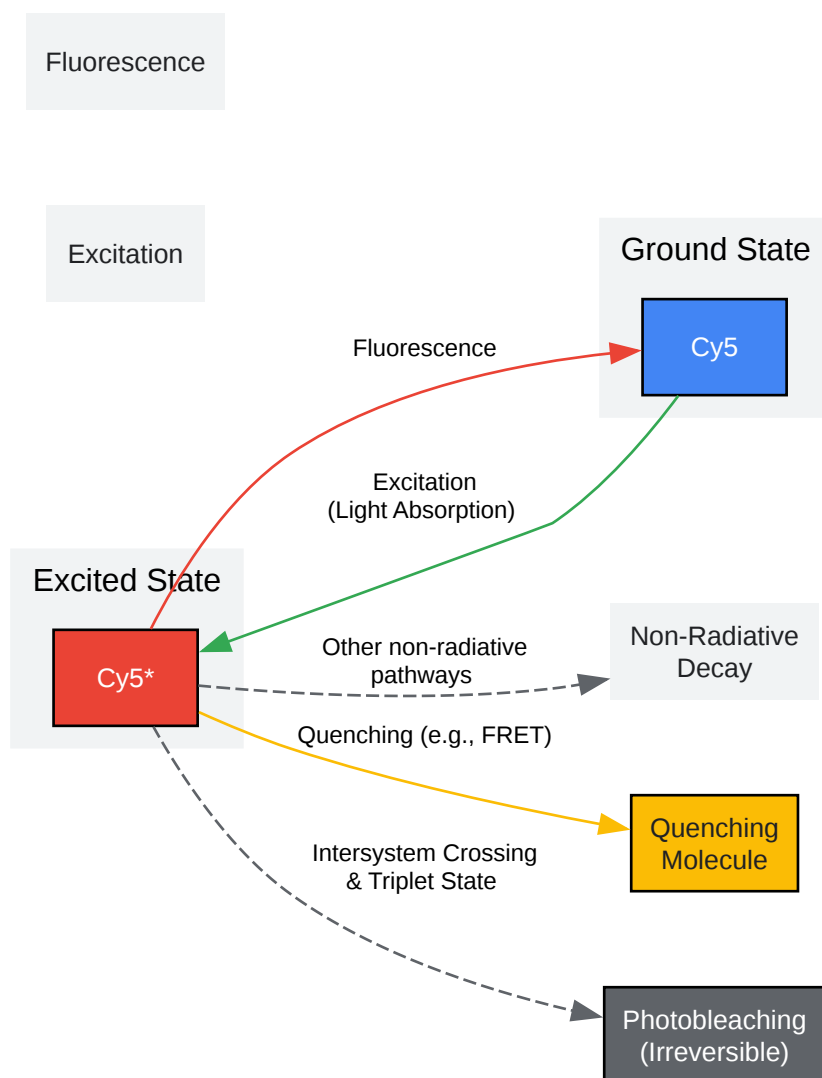 Fluorescence
Excitation
Ground State
Cy5
Fluorescence
Excitation
(Light Absorption)
Excited State
Cy5*
Other non-radiative
pathways
Non-Radiative
Decay
Quenching (e.g., FRET)
Quenching
Molecule
Intersystem Crossing
& Triplet State
Photobleaching
(Irreversible)